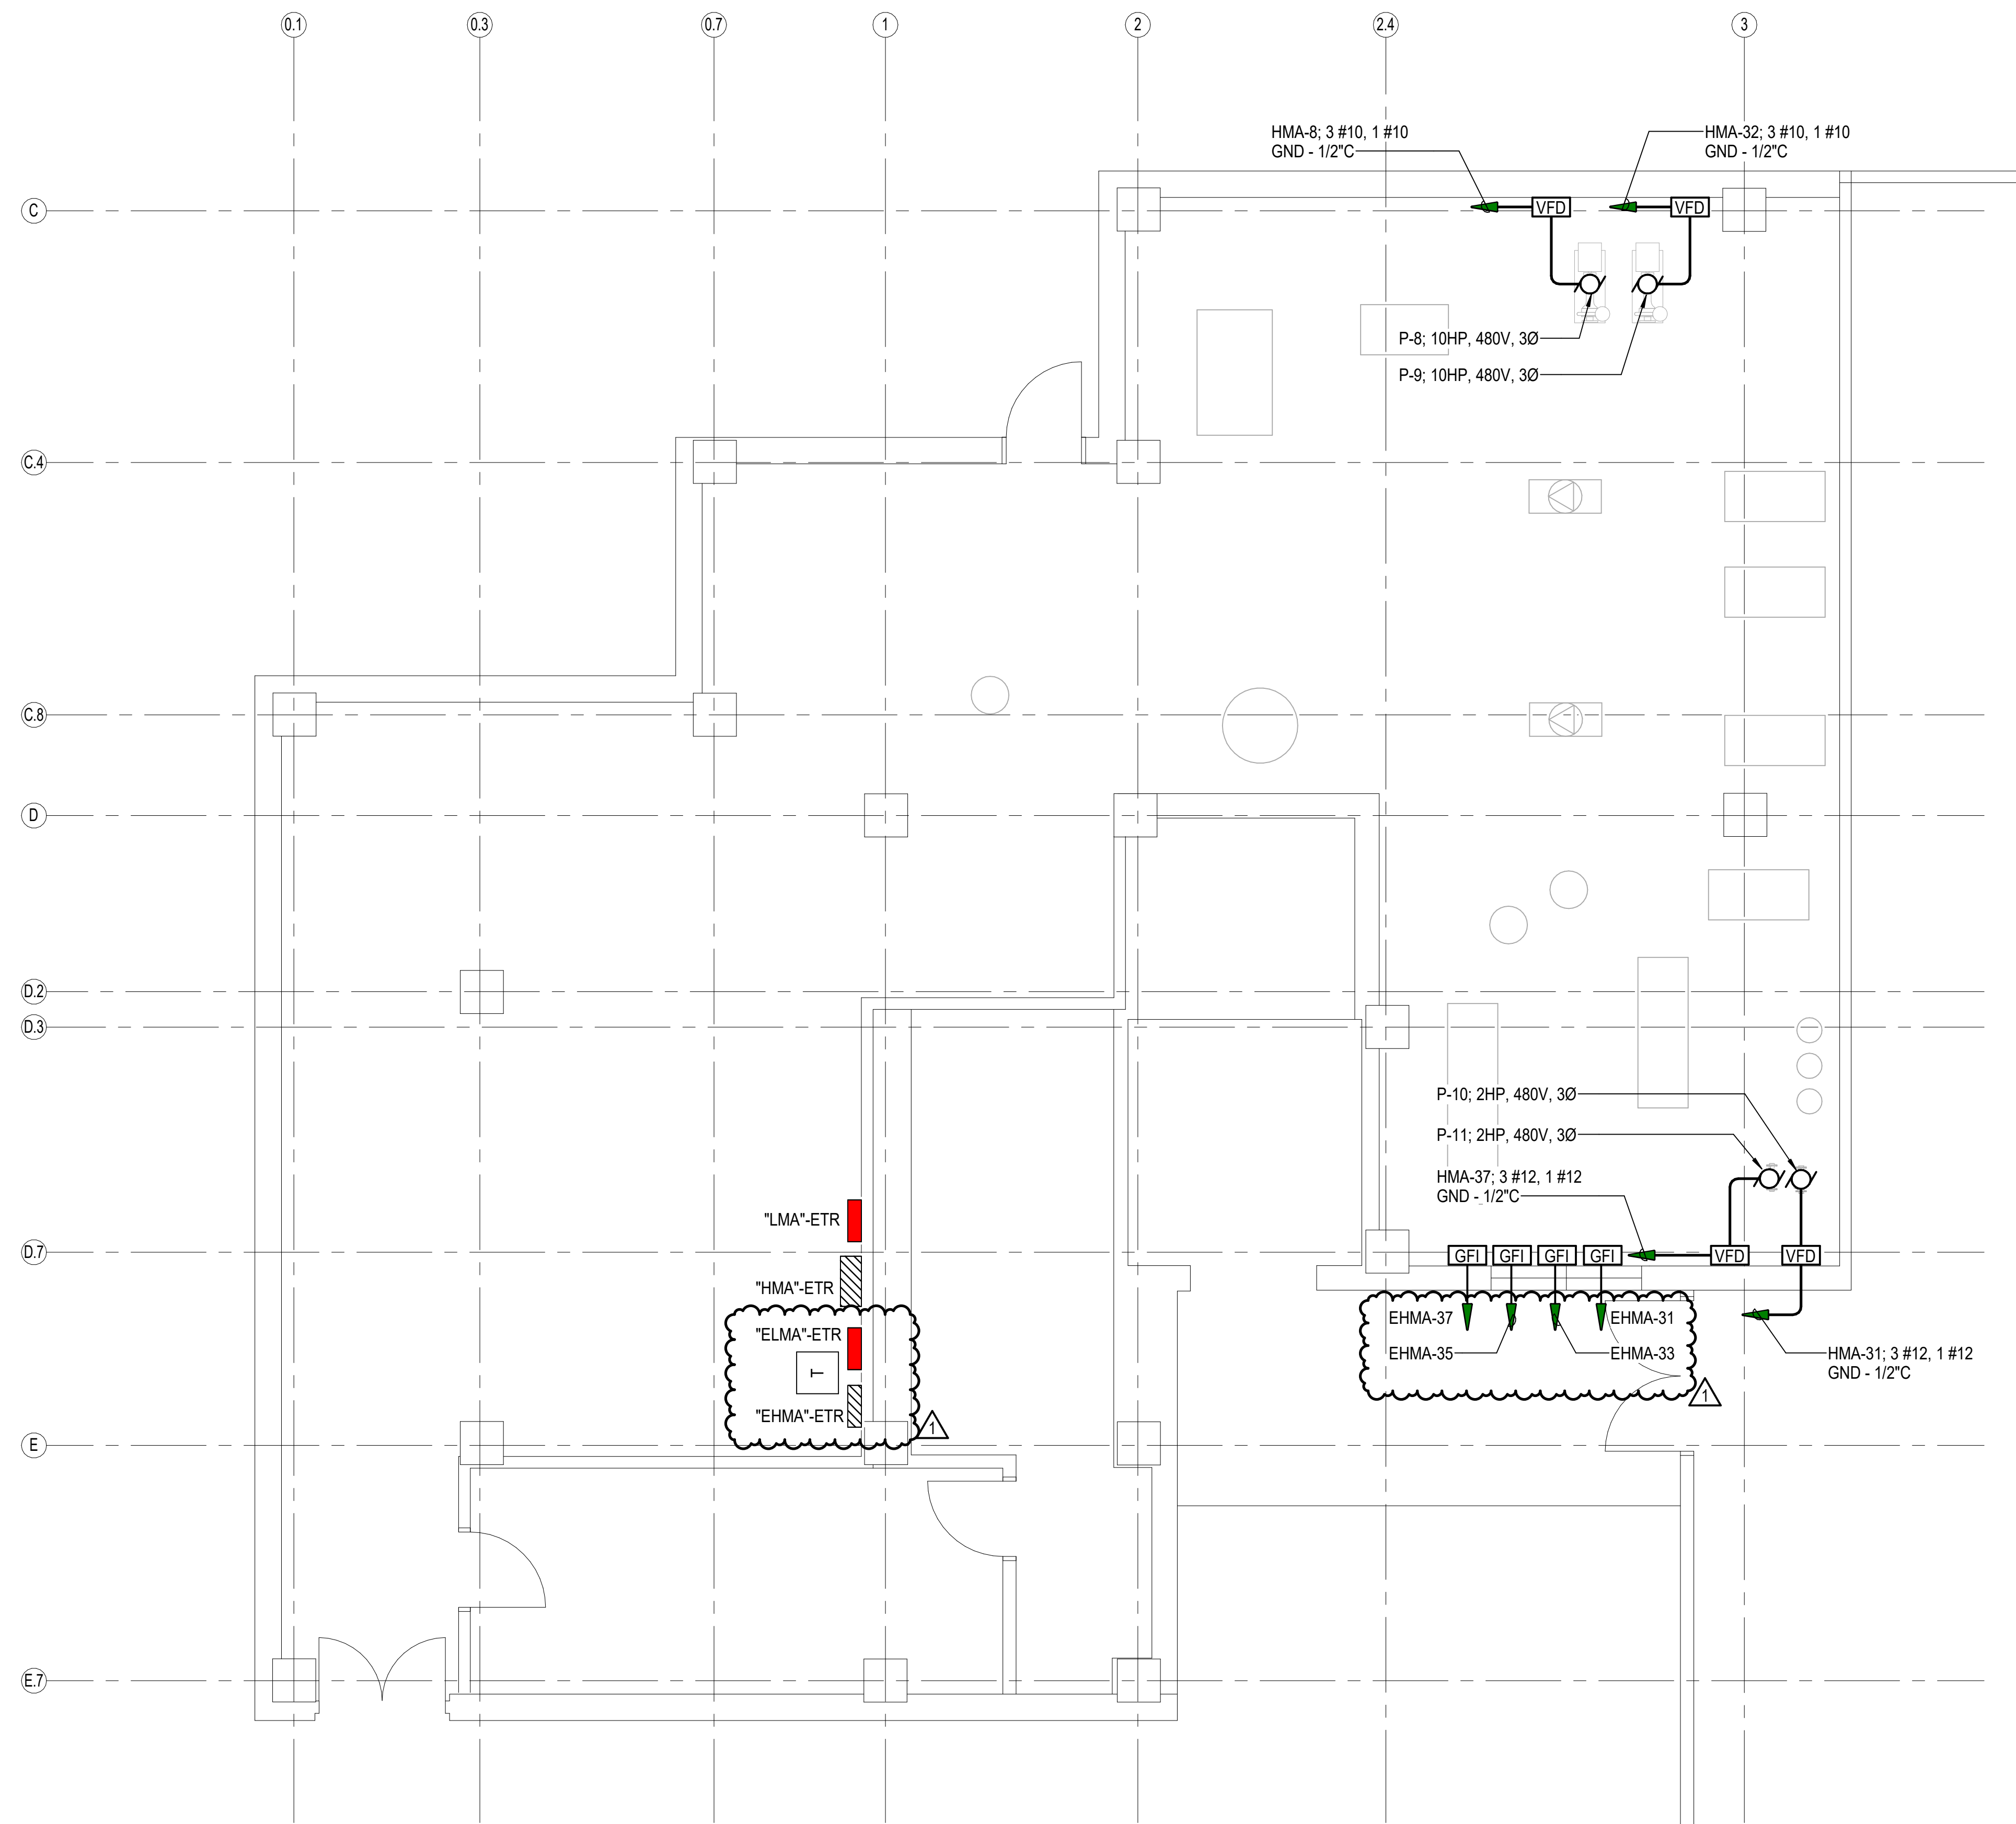 0.1
0.3
0.7
1
2
2.4
3
HMA-8; 3 #10, 1 #10
GND - 1/2"C
HMA-32; 3 #10, 1 #10
GND - 1/2"C
C
VFD
VFD
P-8; 10HP, 480V, 3Ø
P-9; 10HP, 480V, 3Ø
C.4
C.8
D
D.2
D.3
P-10; 2HP, 480V, 3Ø
P-11; 2HP, 480V, 3Ø
HMA-37; 3 #12, 1 #12
GND - 1/2"C
"LMA"-ETR
D.7
GFI
GFI
GFI
GFI
VFD
VFD
"HMA"-ETR
EHMA-37
EHMA-31
"ELMA"-ETR
EHMA-35
EHMA-33
HMA-31; 3 #12, 1 #12
GND - 1/2"C
T
1
"EHMA"-ETR
1
E
E.7